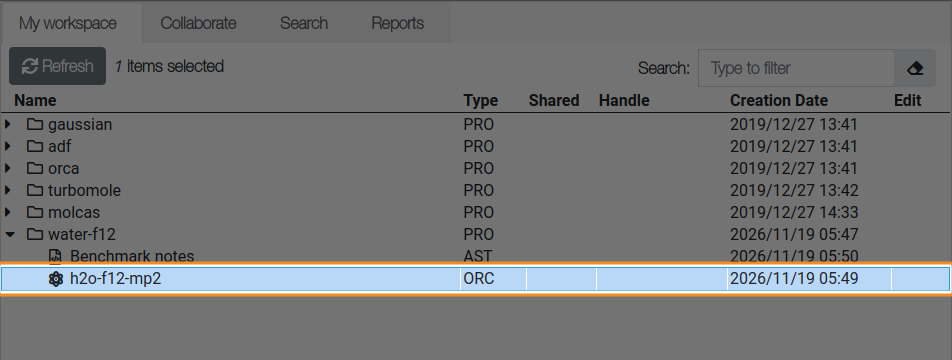 My workspace Collaborate Search Reports
Refresh 1 items selected Search: Type to filter
Name Type Shared Handle Creation Date Edit
gaussian PRO 2019/12/27 13:41
adf PRO 2019/12/27 13:41
orca PRO 2019/12/27 13:41
turbomole PRO 2019/12/27 13:42
molcas PRO 2019/12/27 14:33
water-f12 PRO 2026/11/19 05:47
Benchmark notes AST 2026/11/19 05:50
h2o-f12-mp2 ORC 2026/11/19 05:49